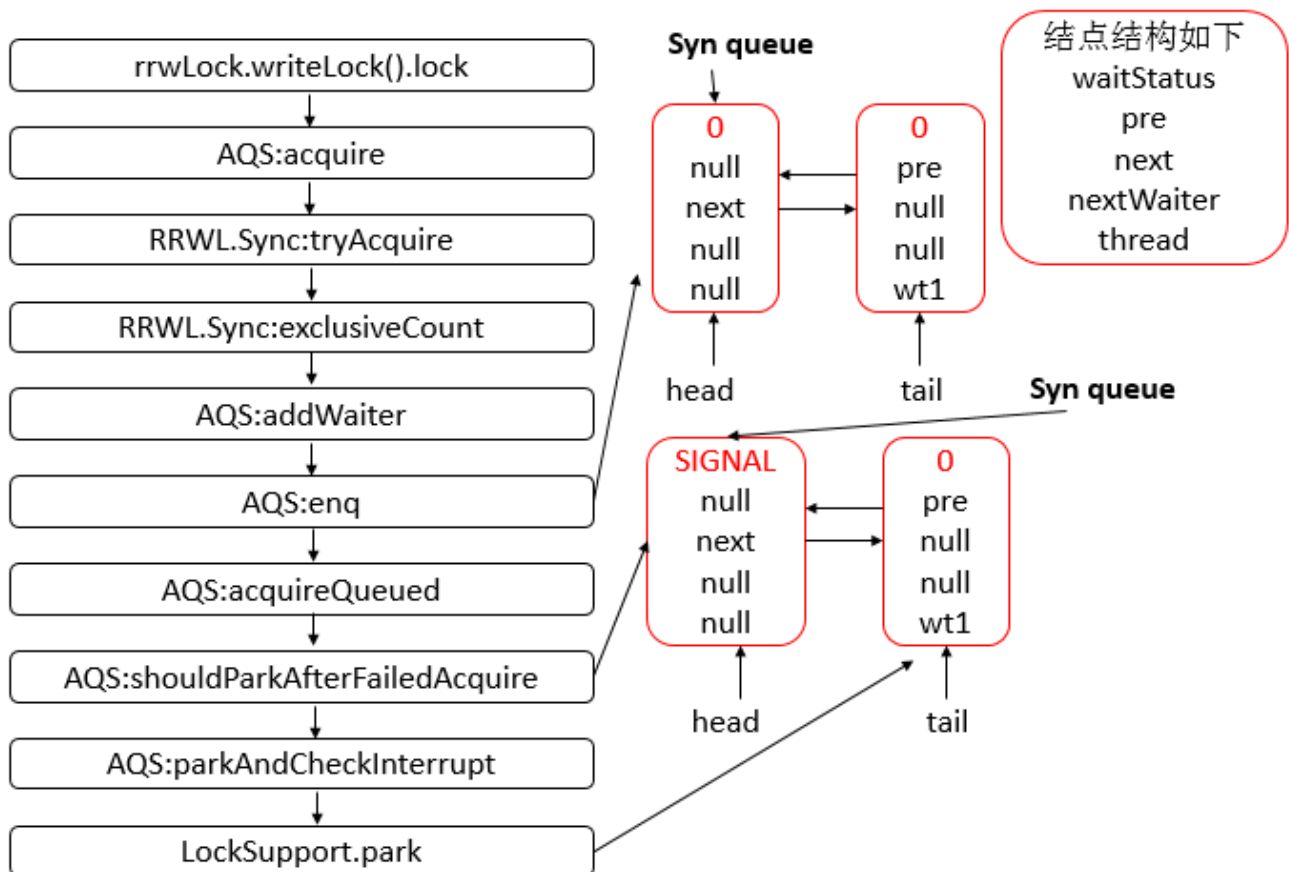 rrwLock.writeLock().lock
AQS:acquire
RRWL.Sync:tryAcquire
RRWL.Sync:exclusiveCount
AQS:addWaiter
AQS:enq
AQS:acquireQueued
AQS:shouldParkAfterFailedAcquire
AQS:parkAndCheckInterrupt
LockSupport.park
Syn queue
0
null
next
null
null
head
0
pre
null
null
wt1
tail
结点结构如下
waitStatus
pre
next
nextWaiter
thread
Syn queue
SIGNAL
null
next
null
null
head
0
pre
null
null
wt1
tail